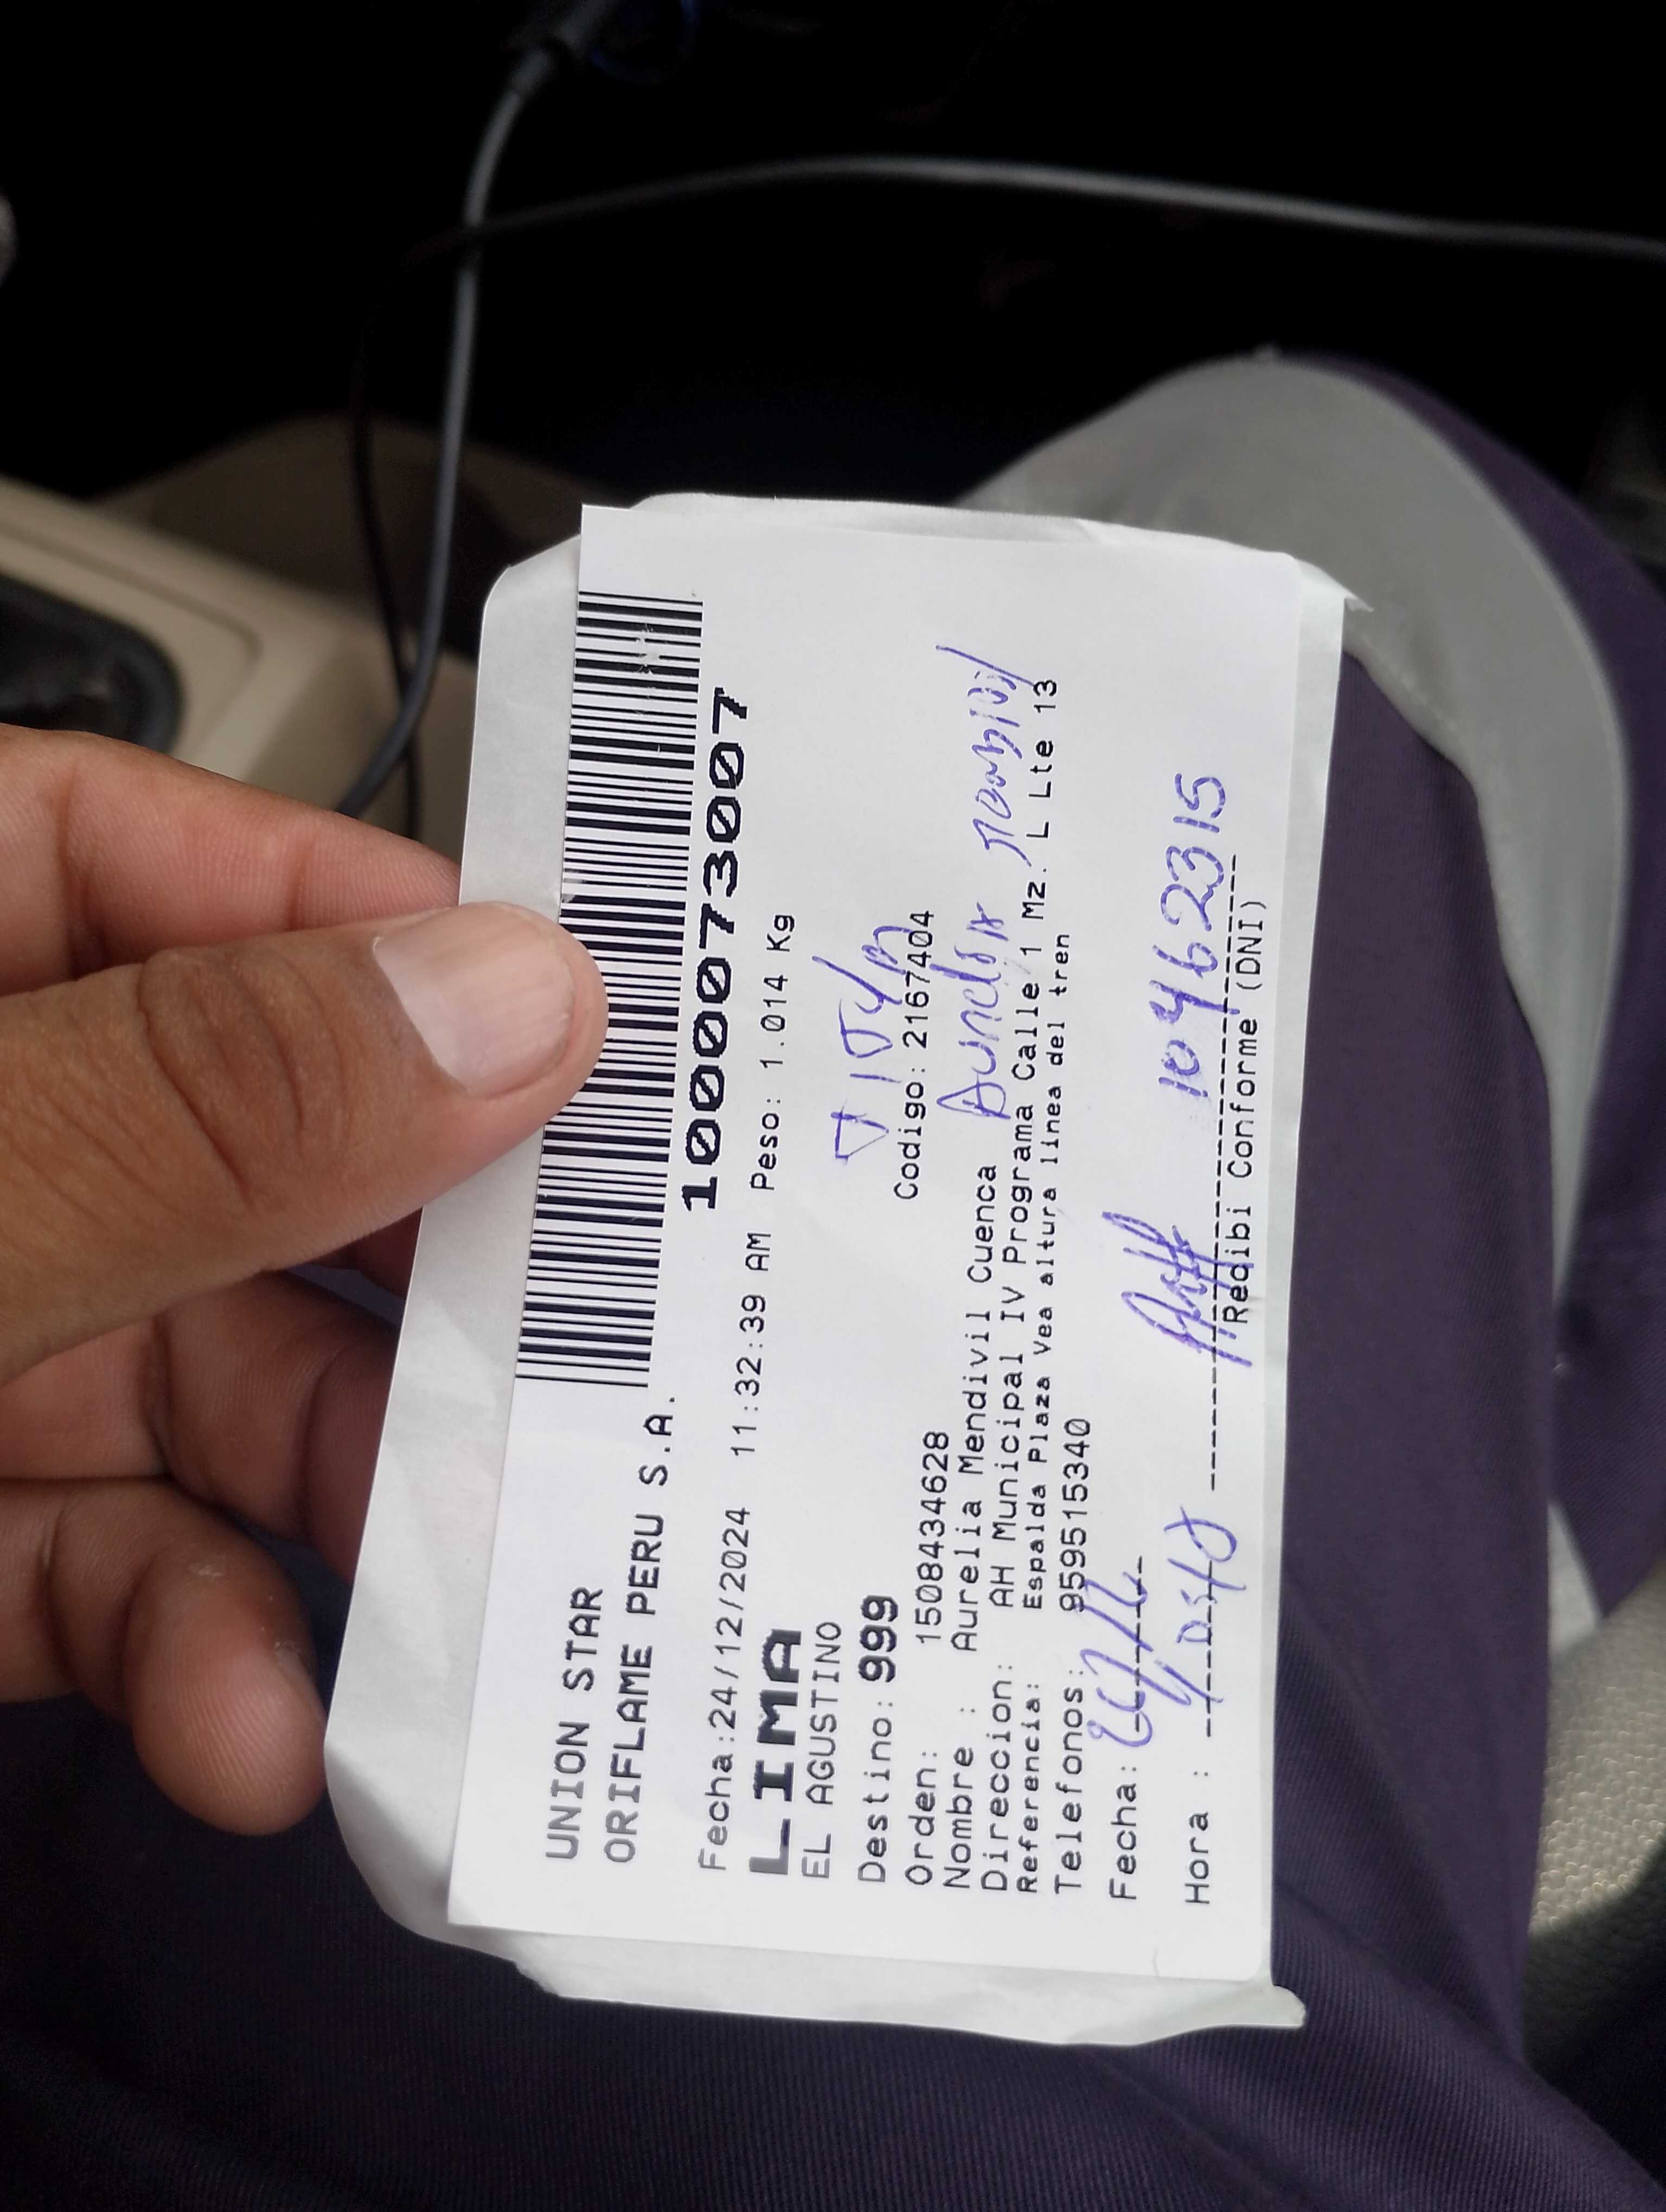 UNION STAR
ORIFLAME PERU S.A.
1000073007
Fecha:24/12/2024 11:32:39 AM Peso: 1.014 Kg
LIMA
EL AGUSTINO
Destino: 999
Orden: 1508434628 Codigo: 2167404
Nombre : Aurelia Mendivil Cuenca
Direccion: AH Municipal IV Programa Calle 1 Mz. L Lte 13
Referencia: Espalda Plaza Vea altura linea del tren
Telefonos: 959515340
Fecha:
10462315
Hora :
Recibi Conforme (DNI)